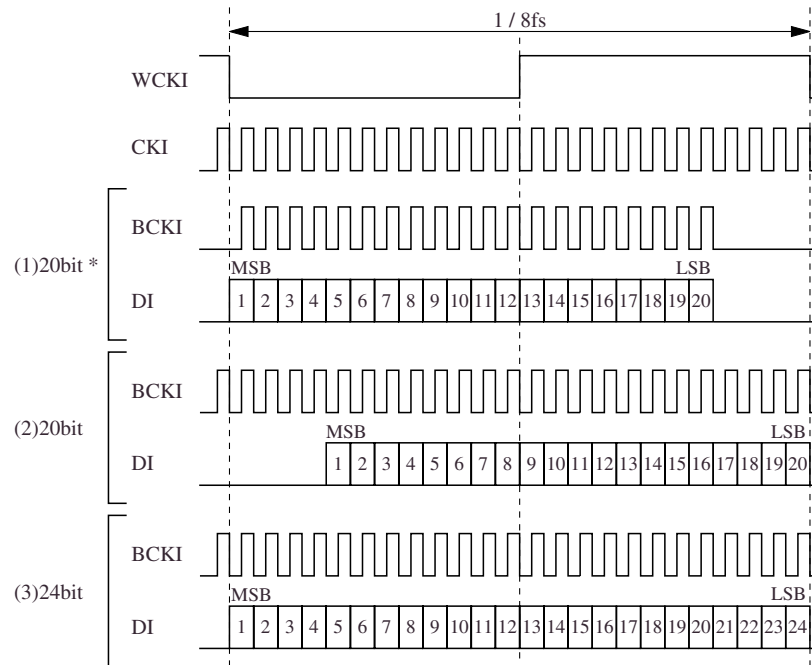 1 / 8fs
WCKI
CKI
(1)20bit *
BCKI
MSB LSB
DI 1 2 3 4 5 6 7 8 9 10 11 12 13 14 15 16 17 18 19 20
(2)20bit
BCKI
MSB LSB
DI 1 2 3 4 5 6 7 8 9 10 11 12 13 14 15 16 17 18 19 20
(3)24bit
BCKI
MSB LSB
DI 1 2 3 4 5 6 7 8 9 10 11 12 13 14 15 16 17 18 19 20 21 22 23 24